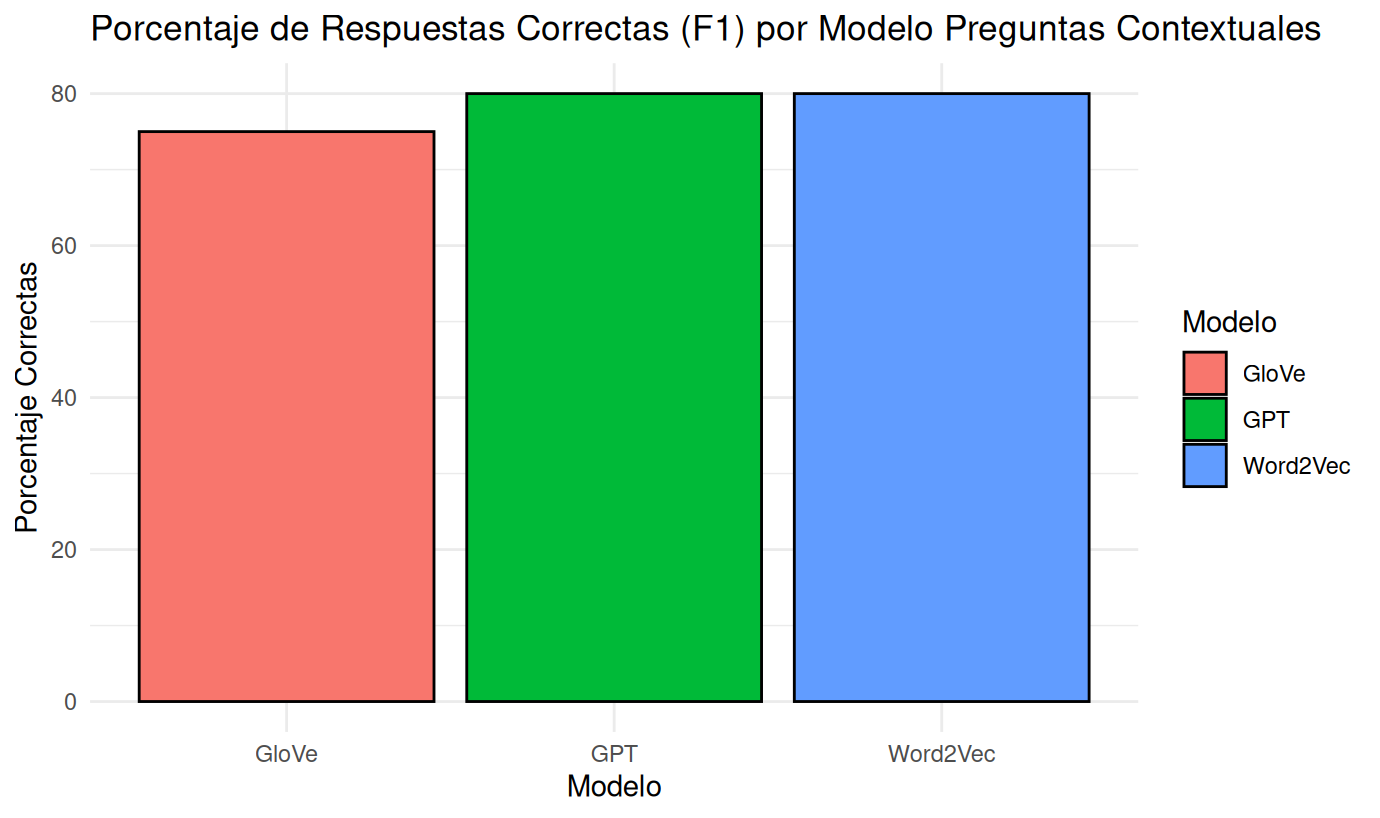 Porcentaje de Respuestas Correctas (F1) por Modelo Preguntas Contextuales
Porcentaje Correctas
80
60
40
20
0
GloVe
GPT
Word2Vec
Modelo
Modelo
GloVe
GPT
Word2Vec